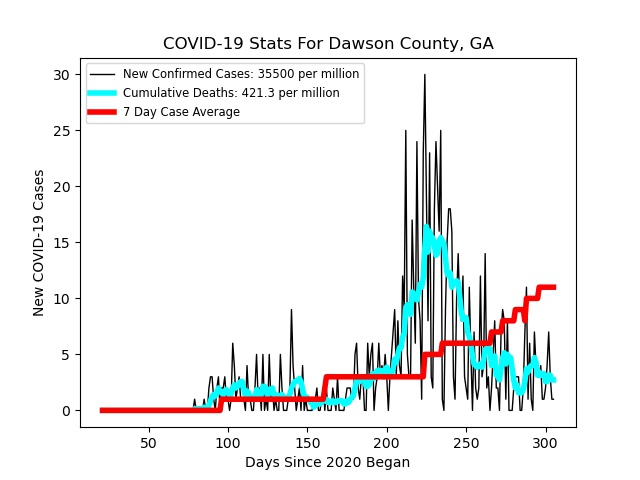 COVID-19 Stats For Dawson County, GA
New Confirmed Cases: 35500 per million
Cumulative Deaths: 421.3 per million
7 Day Case Average
New COVID-19 Cases
30
25
20
15
10
5
0
50 100 150 200 250 300
Days Since 2020 Began